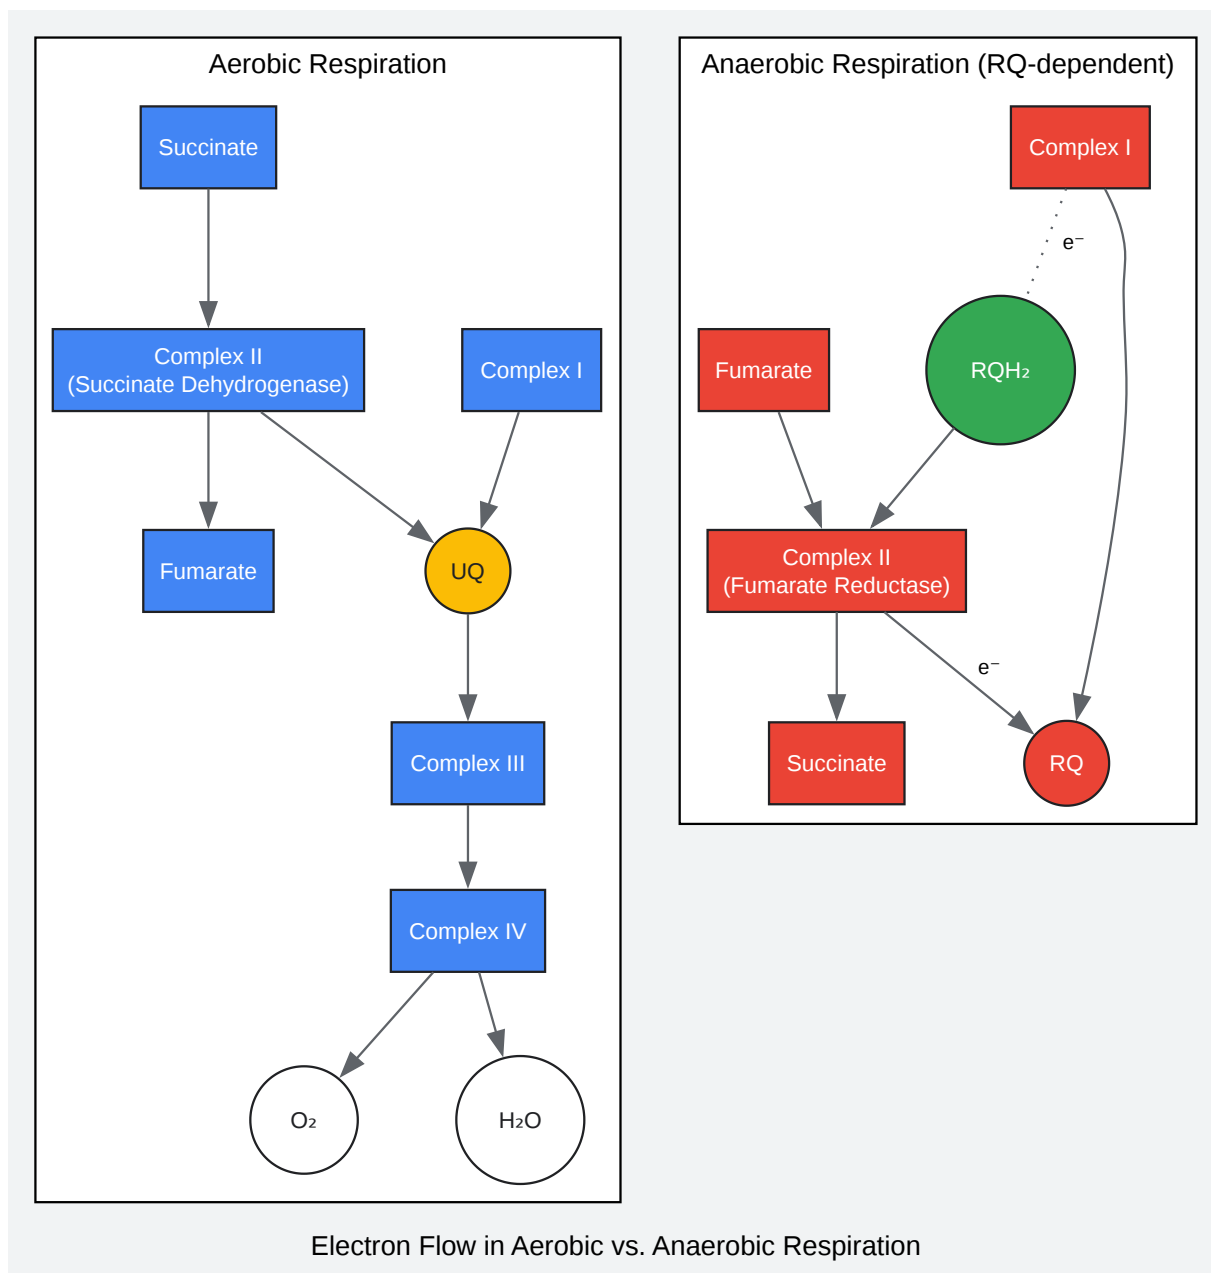 Aerobic Respiration
Succinate
Complex II
(Succinate Dehydrogenase)
Complex I
Fumarate
UQ
Complex III
Complex IV
O₂
H₂O
Anaerobic Respiration (RQ-dependent)
Complex I
e⁻
Fumarate
RQH₂
Complex II
(Fumarate Reductase)
e⁻
Succinate
RQ
Electron Flow in Aerobic vs. Anaerobic Respiration